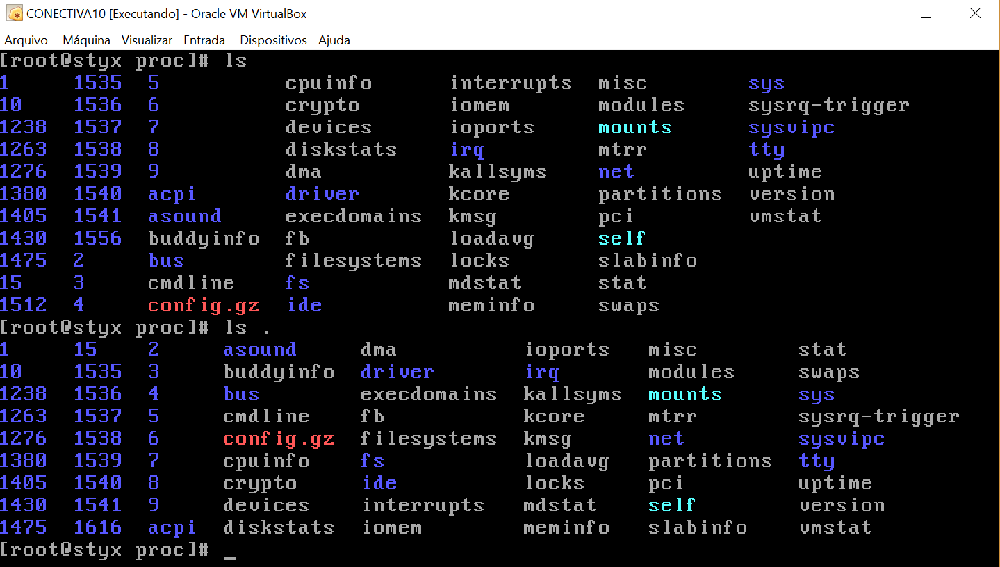 CONECTIVA10 [Executando] - Oracle VM VirtualBox
Arquivo Máquina Visualizar Entrada Dispositivos Ajuda
[root@styx proc]# ls
1 1535 5 cpuinfo interrupts misc sys
10 1536 6 crypto iomem modules sysrq-trigger
1238 1537 7 devices ioports mounts sysvipc
1263 1538 8 diskstats irq mtrr tty
1276 1539 9 dma kallsyms net uptime
1380 1540 acpi driver kcore partitions version
1405 1541 asound execdomains kmsg pci vmstat
1430 1556 buddyinfo fb loadavg self
1475 2 bus filesystems locks slabinfo
15 3 cmdline fs mdstat stat
1512 4 config.gz ide meminfo swaps
[root@styx proc]# ls .
1 15 2 asound dma ioports misc stat
10 1535 3 buddyinfo driver irq modules swaps
1238 1536 4 bus execdomains kallsyms mounts sys
1263 1537 5 cmdline fb kcore mtrr sysrq-trigger
1276 1538 6 config.gz filesystems kmsg net sysvipc
1380 1539 7 cpuinfo fs loadavg partitions tty
1405 1540 8 crypto ide locks pci uptime
1430 1541 9 devices interrupts mdstat self version
1475 1616 acpi diskstats iomem meminfo slabinfo vmstat
[root@styx proc]# _